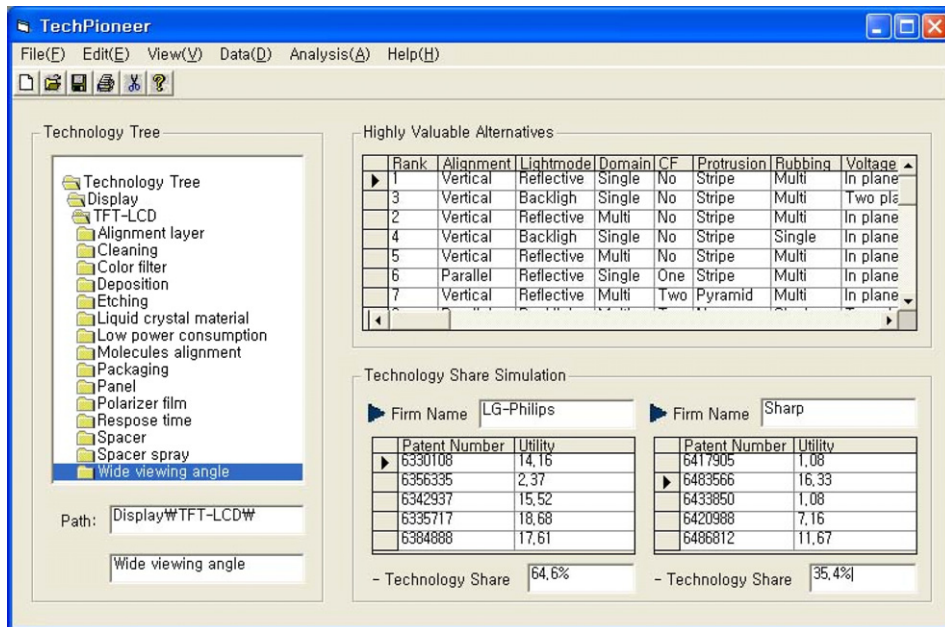 TechPioneer
File(F) Edit(E) View(V) Data(D) Analysis(A) Help(H)
Technology Tree
Technology Tree
Display
TFT-LCD
Alignment layer
Cleaning
Color filter
Deposition
Etching
Liquid crystal material
Low power consumption
Molecules alignment
Packaging
Panel
Polarizer film
Respose time
Spacer
Spacer spray
Wide viewing angle
Path: Display₩TFT-LCD₩
Wide viewing angle
Highly Valuable Alternatives
Rank Alignment Lightmode Domain CF Protrusion Rubbing Voltage
1 Vertical Reflective Single No Stripe Multi In plane
3 Vertical Backligh Single No Stripe Multi Two pla
2 Vertical Reflective Multi No Stripe Multi In plane
4 Vertical Backligh Single No Stripe Single In plane
5 Vertical Reflective Multi No Stripe Multi In plane
6 Parallel Reflective Single One Stripe Multi In plane
7 Vertical Reflective Multi Two Pyramid Multi In plane
Technology Share Simulation
Firm Name LG-Philips
Patent Number Utility
6330108 14,16
6356335 2,37
6342937 15,52
6335717 18,68
6384888 17,61
- Technology Share 64,6%
Firm Name Sharp
Patent Number Utility
6417905 1,08
6483566 16,33
6433850 1,08
6420988 7,16
6486812 11,67
- Technology Share 35,4%